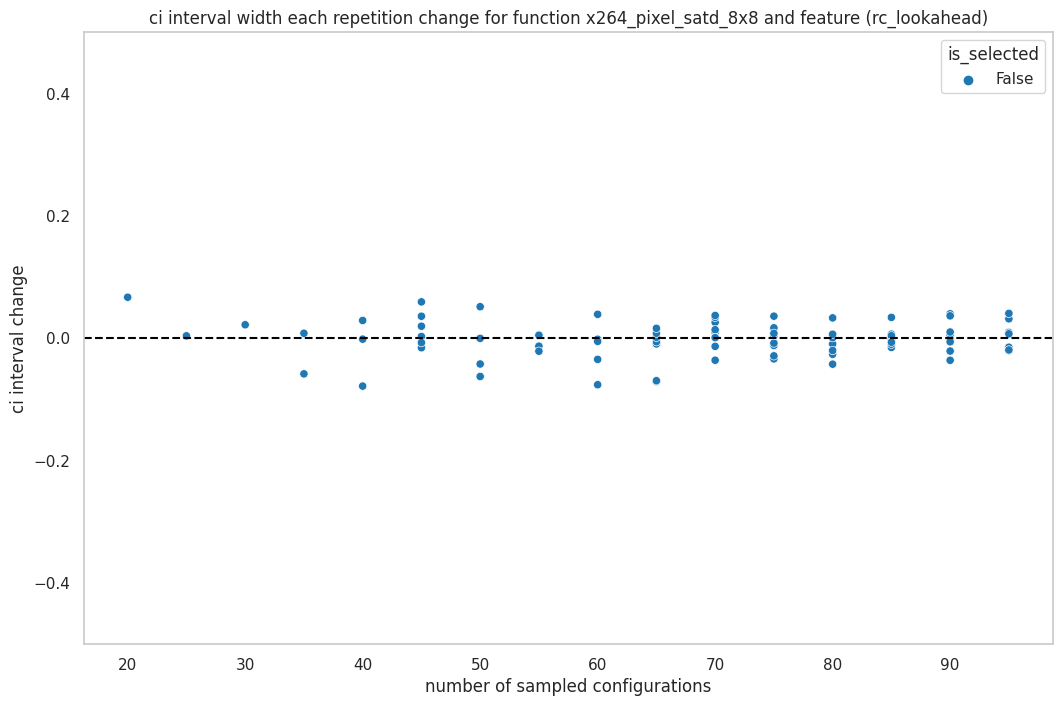 ci interval width each repetition change for function x264_pixel_satd_8x8 and feature (rc_lookahead)
is_selected
False
ci interval change
0.4
0.2
0.0
−0.2
−0.4
20 30 40 50 60 70 80 90
number of sampled configurations